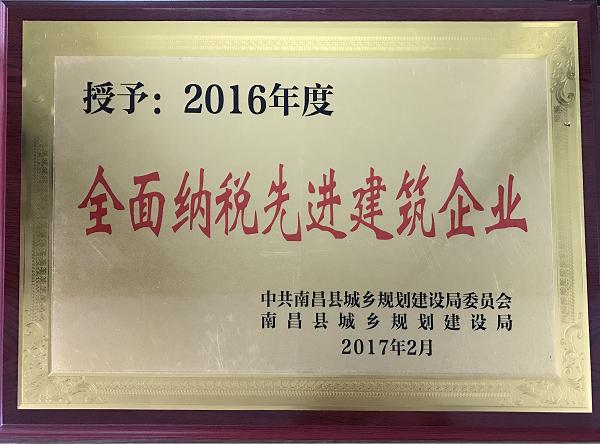 授予：2016年度
全面纳税先进建筑企业
中共南昌县城乡规划建设局委员会
南昌县城乡规划建设局
2017年2月